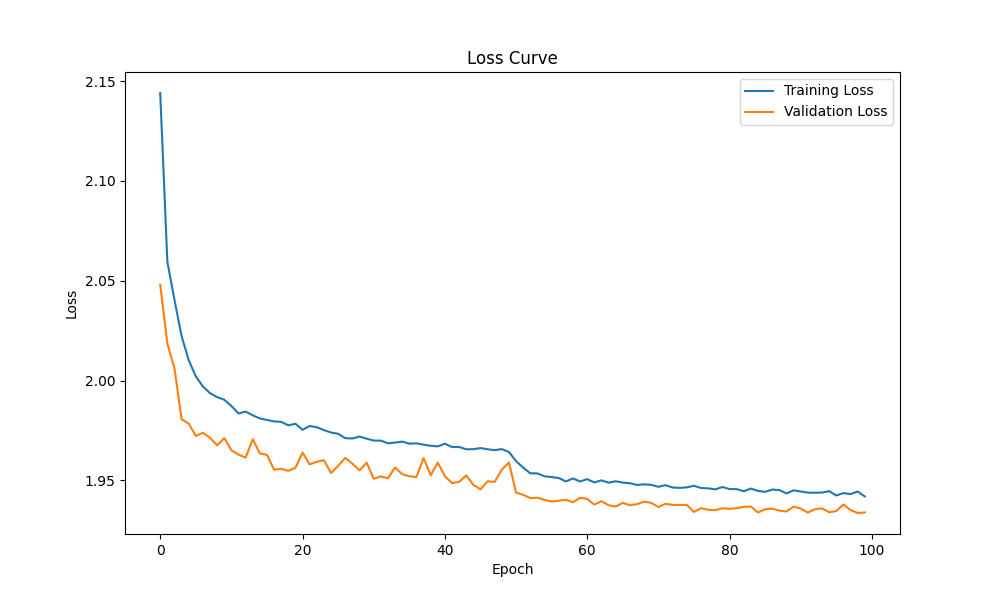 Loss Curve
Training Loss
Validation Loss
2.15
2.10
2.05
2.00
1.95
Loss
0 20 40 60 80 100
Epoch